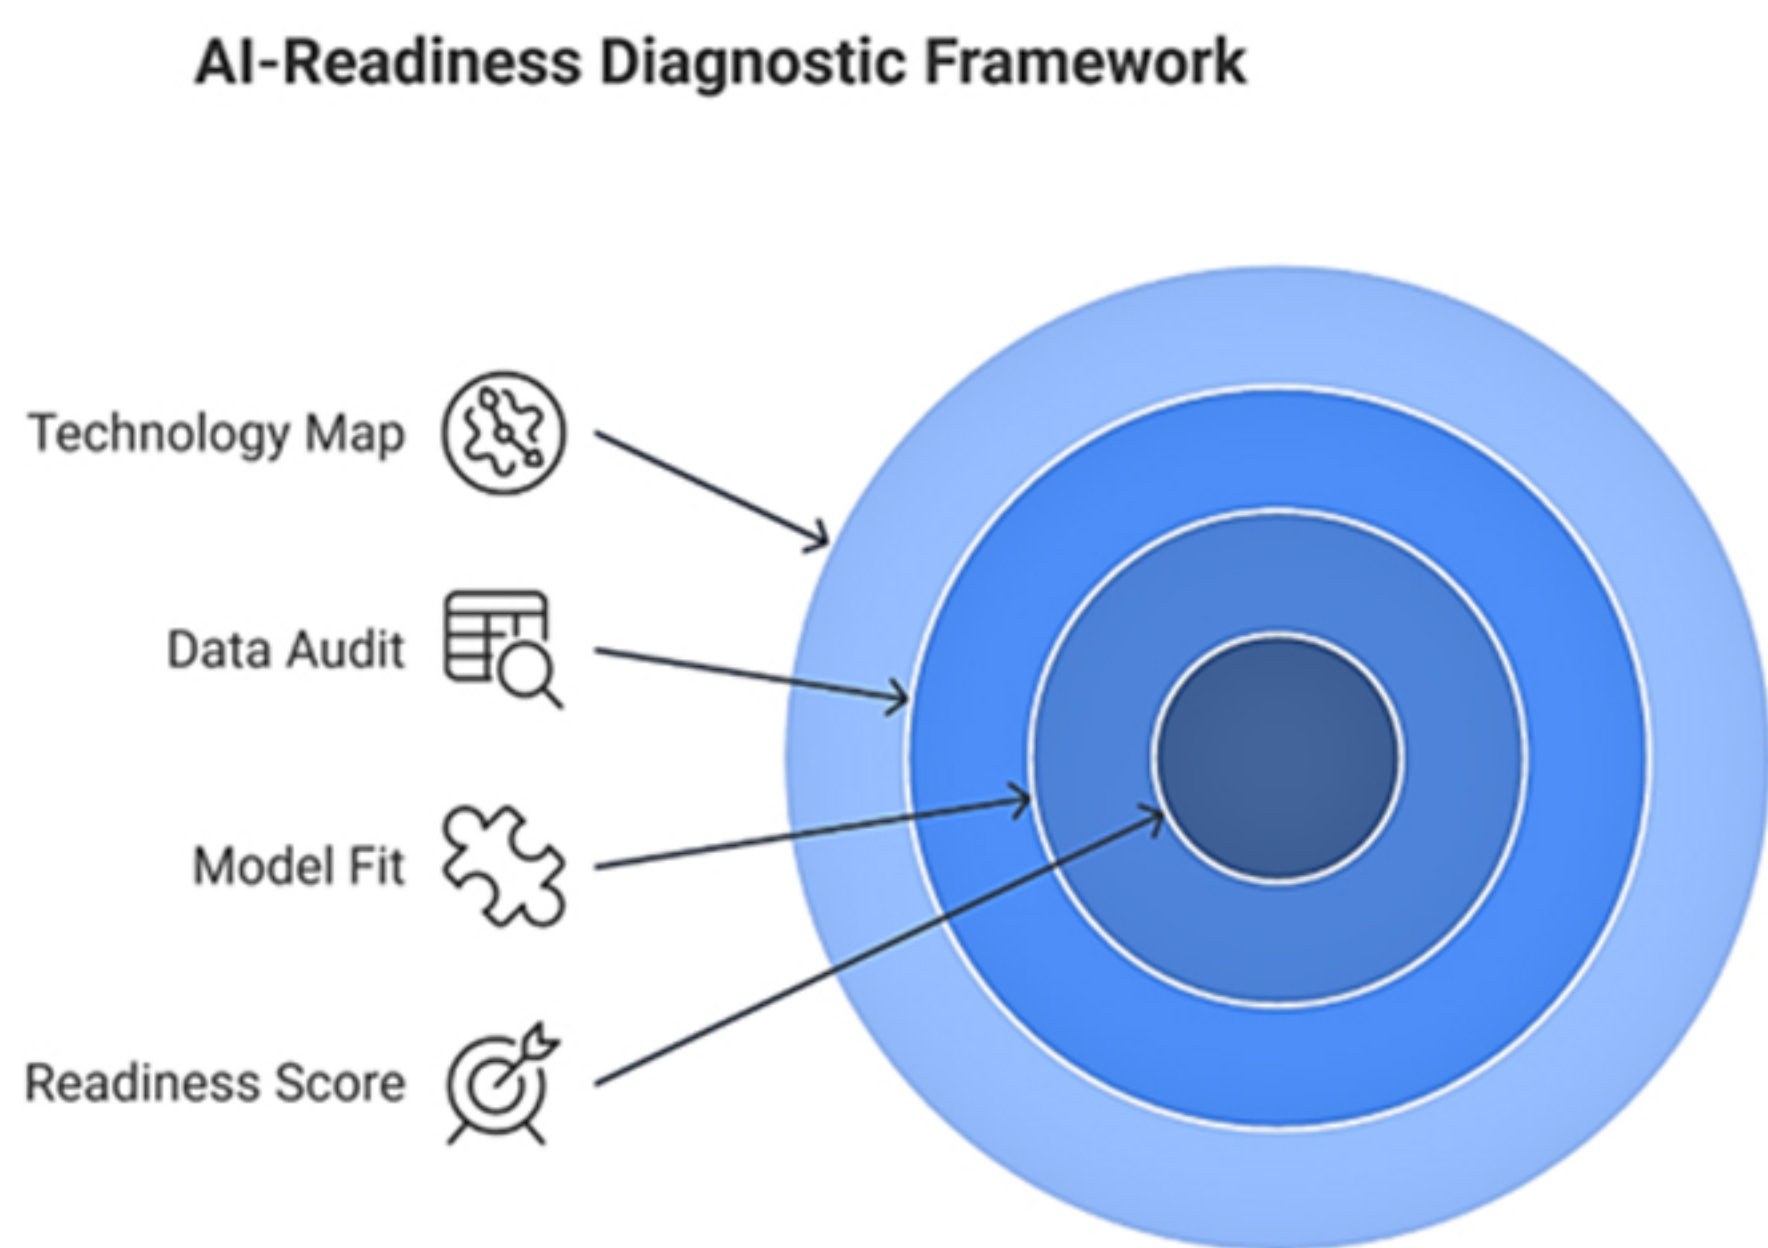 AI-Readiness Diagnostic Framework
Technology Map
Data Audit
Model Fit
Readiness Score